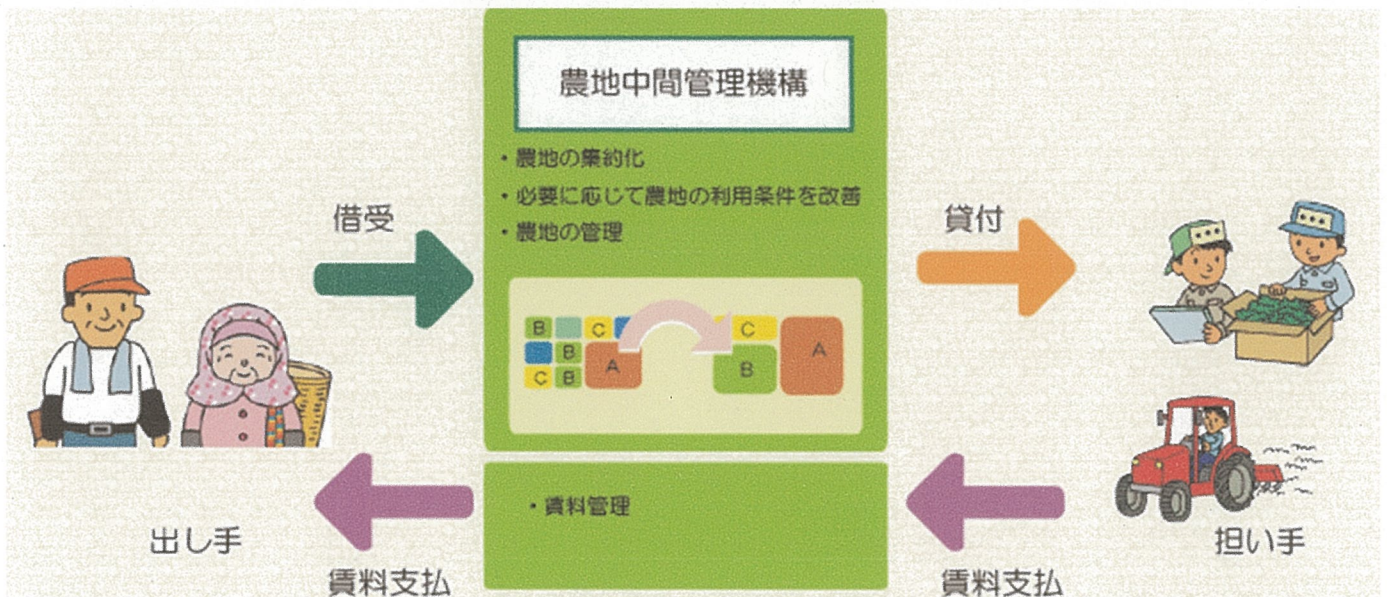 農地中間管理機構
・農地の集約化
・必要に応じて農地の利用条件を改善
・農地の管理
借受
貸付
B C
B A
C B
C
B A
・賃料管理
出し手
担い手
賃料支払
賃料支払